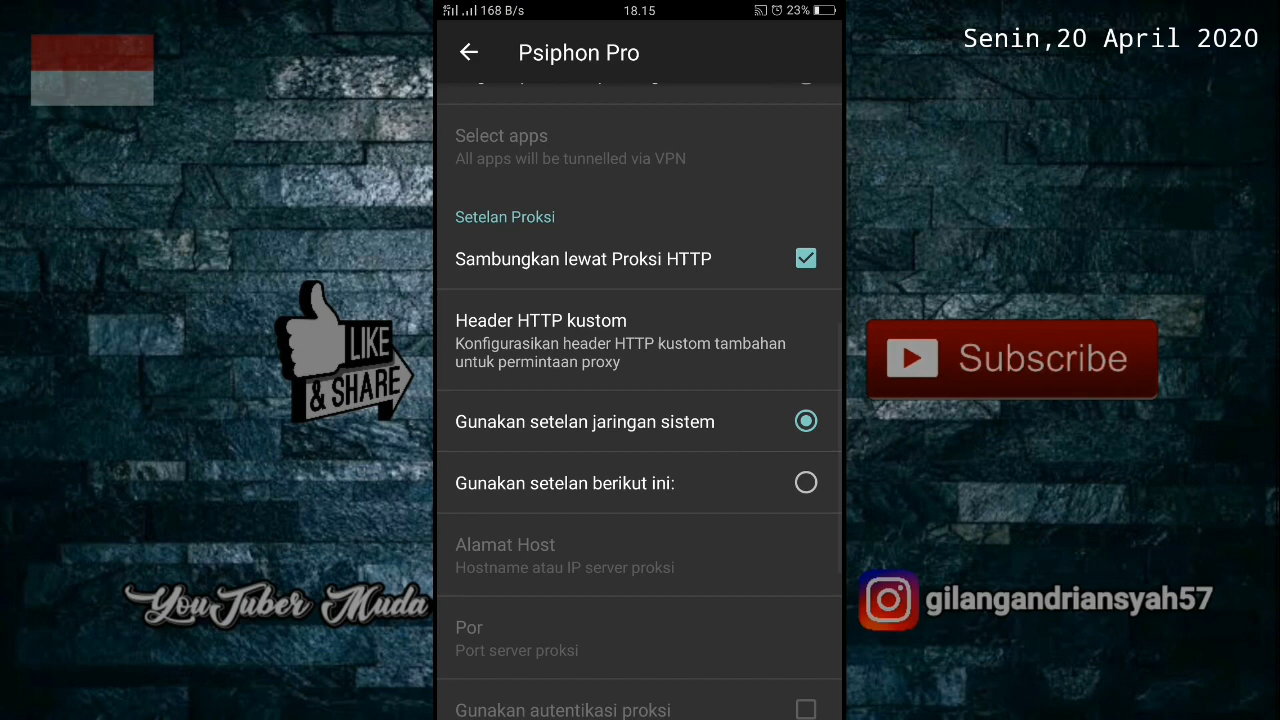 168 B/s
18.15
23%
Senin,20 April 2020
Psiphon Pro
Select apps
All apps will be tunnelled via VPN
Setelan Proksi
Sambungkan lewat Proksi HTTP
Header HTTP kustom
Konfigurasikan header HTTP kustom tambahan
untuk permintaan proxy
LIKE
& SHARE
Subscribe
Gunakan setelan jaringan sistem
Gunakan setelan berikut ini:
Alamat Host
Hostname atau IP server proksi
YouTuber Muda
gilangandriansyah57
Por
Port server proksi
Gunakan autentikasi proksi